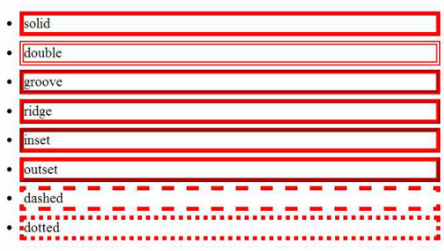 solid
double
groove
ridge
inset
outset
dashed
dotted